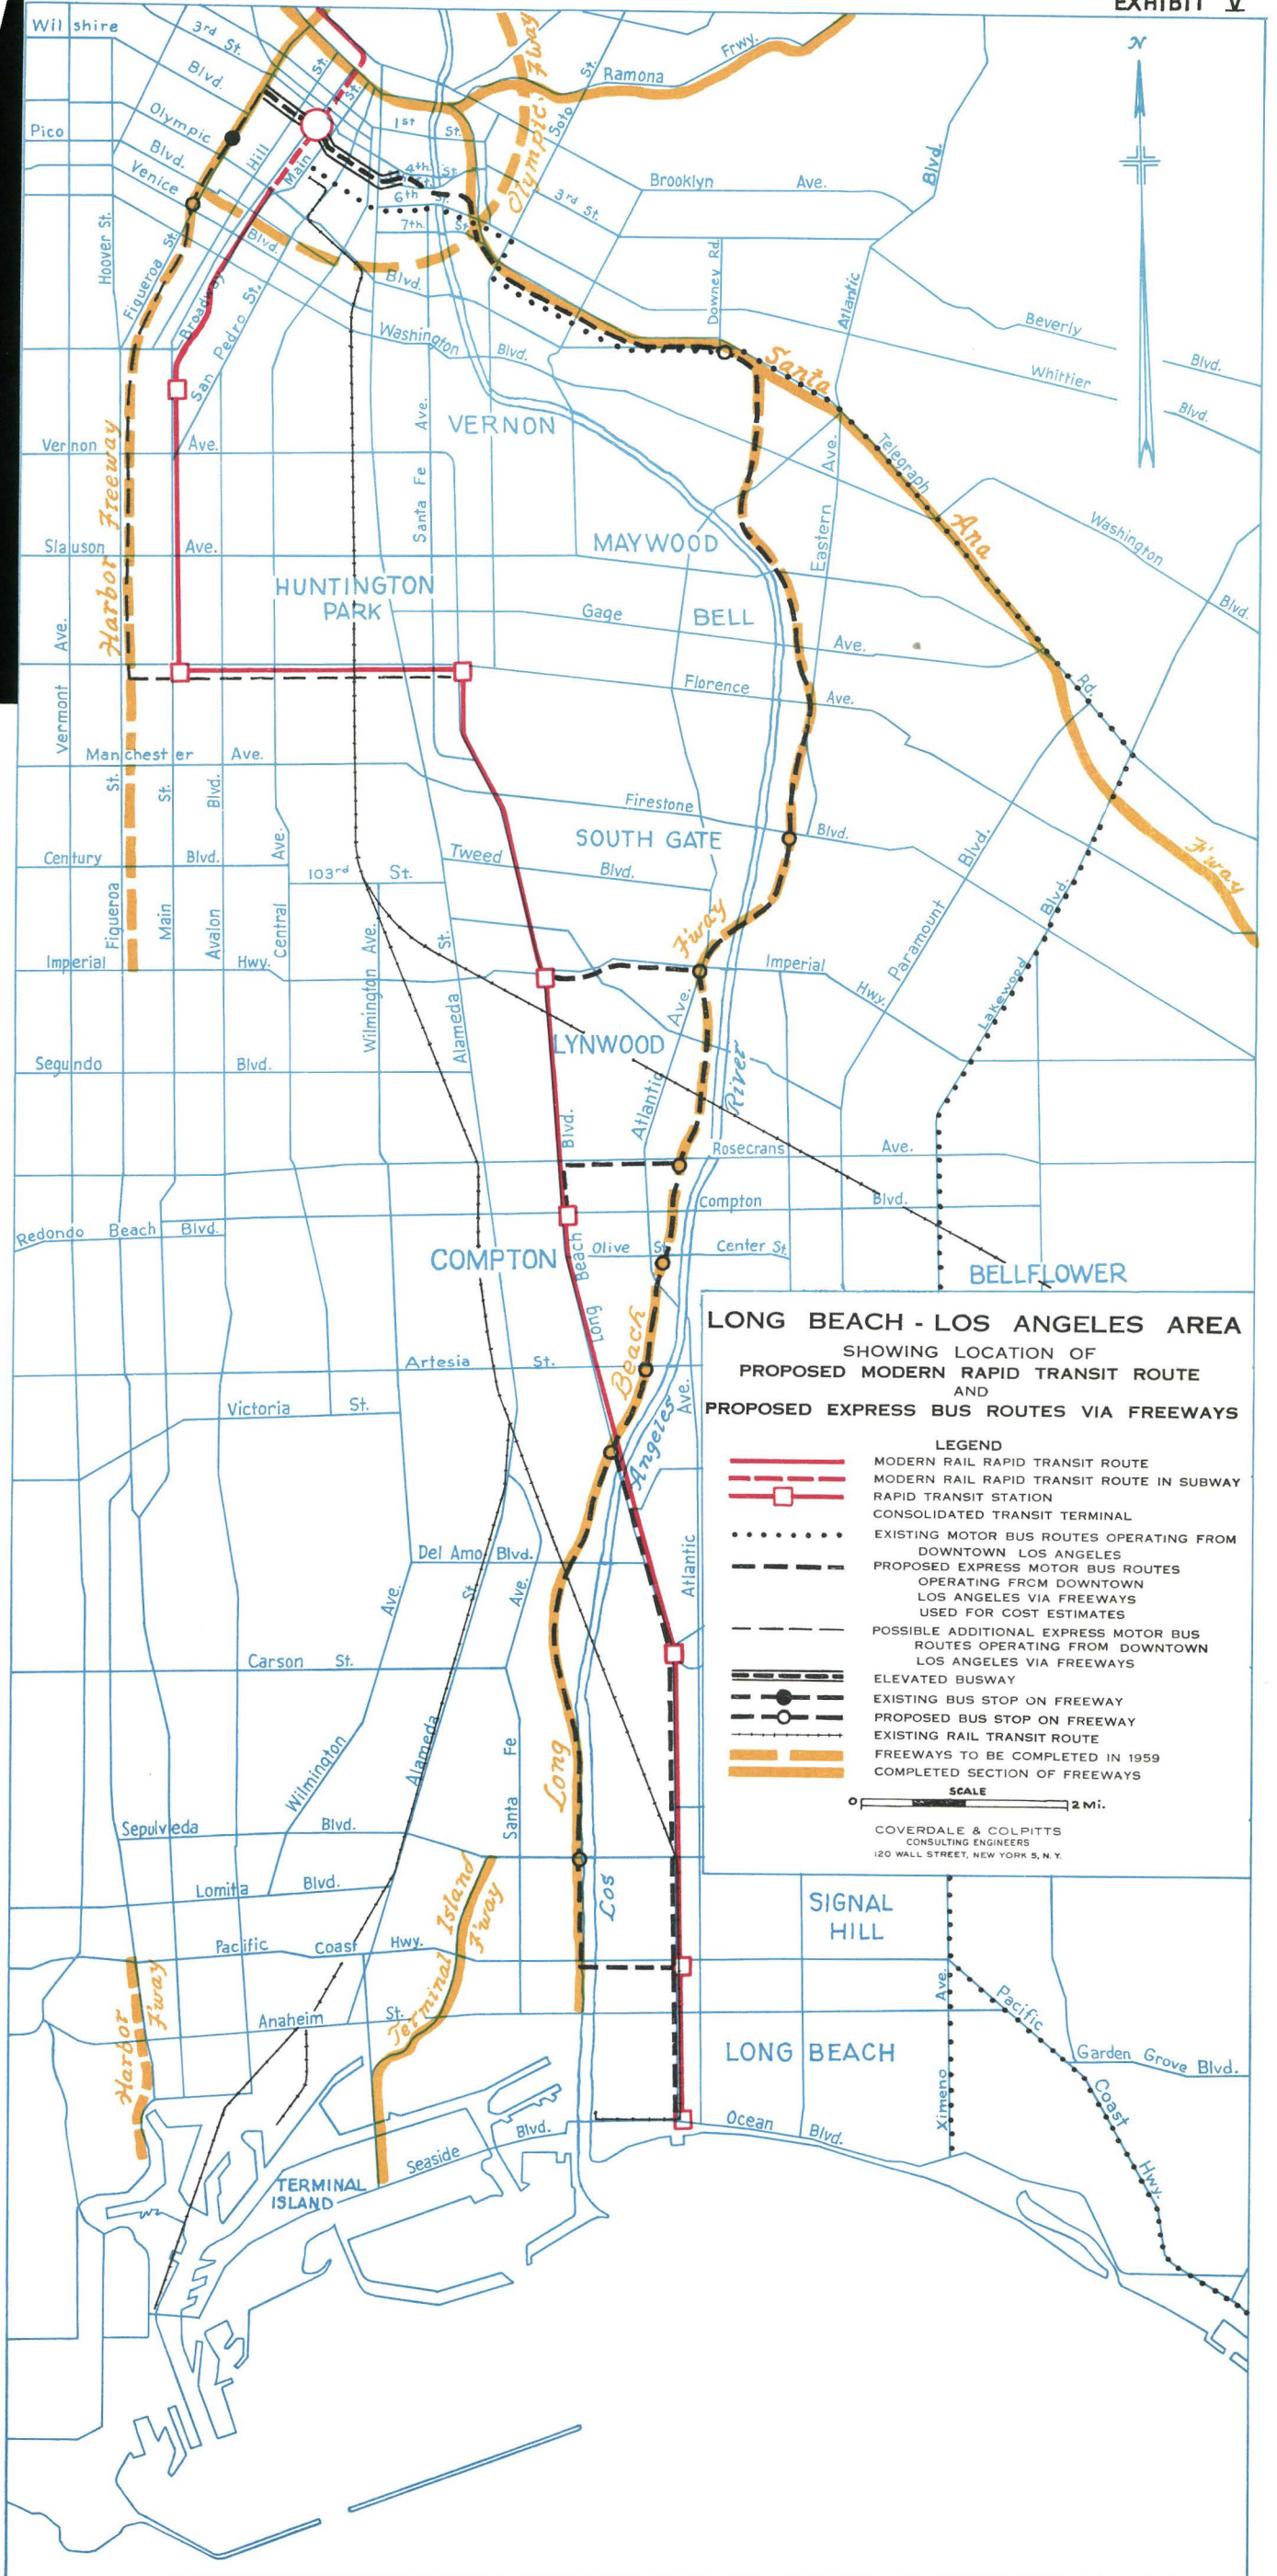 EXHIBIT V
N
Wilshire
Blvd.
3rd St.
St.
St.
Olympic F'way
Ramona Frwy.
Soto St.
Pico
Olympic
Blvd.
Venice
Blvd.
Hill
Main
1st St.
4th St.
6th St.
7th St.
3rd St.
Brooklyn Ave.
Blvd.
Hoover St.
Figueroa St.
Broadway
San Pedro St.
Blvd.
Washington Blvd.
Downey Rd.
Atlantic
Beverly
Blvd.
Whittier
Blvd.
Santa
Ana
F'way
Telegraph
Rd.
Vernon Ave.
VERNON
Santa Fe Ave.
Eastern Ave.
Washington
Blvd.
Harbor Freeway
Slauson Ave.
MAYWOOD
HUNTINGTON
PARK
Gage Ave.
BELL
Vermont Ave.
Florence Ave.
Manchester Ave.
Firestone Blvd.
SOUTH GATE
Figueroa St.
Main St.
Avalon Blvd.
Central Ave.
Century Blvd.
103rd St.
Tweed
Blvd.
F'way
Paramount Blvd.
Lakewood Blvd.
Imperial Hwy.
Imperial
Hwy.
Wilmington Ave.
Alameda St.
LYNWOOD
Atlantic Ave.
River
Segundo Blvd.
Long Beach Blvd.
Rosecrans Ave.
Compton Blvd.
Redondo Beach Blvd.
COMPTON
Olive St.
Center St.
BELLFLOWER
Artesia St.
Victoria St.
Beach
Angeles
Atlantic Ave.
LONG BEACH - LOS ANGELES AREA
SHOWING LOCATION OF
PROPOSED MODERN RAPID TRANSIT ROUTE
AND
PROPOSED EXPRESS BUS ROUTES VIA FREEWAYS
LEGEND
MODERN RAIL RAPID TRANSIT ROUTE
MODERN RAIL RAPID TRANSIT ROUTE IN SUBWAY
RAPID TRANSIT STATION
CONSOLIDATED TRANSIT TERMINAL
EXISTING MOTOR BUS ROUTES OPERATING FROM
DOWNTOWN LOS ANGELES
PROPOSED EXPRESS MOTOR BUS ROUTES
OPERATING FROM DOWNTOWN
LOS ANGELES VIA FREEWAYS
USED FOR COST ESTIMATES
POSSIBLE ADDITIONAL EXPRESS MOTOR BUS
ROUTES OPERATING FROM DOWNTOWN
LOS ANGELES VIA FREEWAYS
ELEVATED BUSWAY
EXISTING BUS STOP ON FREEWAY
PROPOSED BUS STOP ON FREEWAY
EXISTING RAIL TRANSIT ROUTE
FREEWAYS TO BE COMPLETED IN 1959
COMPLETED SECTION OF FREEWAYS
SCALE
0 2 Mi.
COVERDALE & COLPITTS
CONSULTING ENGINEERS
120 WALL STREET, NEW YORK 5, N.Y.
Del Amo Blvd.
Carson St.
Wilmington Ave.
Alameda St.
Santa Fe Ave.
Long
Los
Atlantic
Sepulveda Blvd.
Lomita Blvd.
Pacific Coast Hwy.
Anaheim St.
Terminal Island F'way
Harbor F'way
SIGNAL
HILL
LONG BEACH
Ximeno Ave.
Pacific
Coast
Hwy.
Garden Grove Blvd.
Ocean Blvd.
Seaside Blvd.
TERMINAL
ISLAND